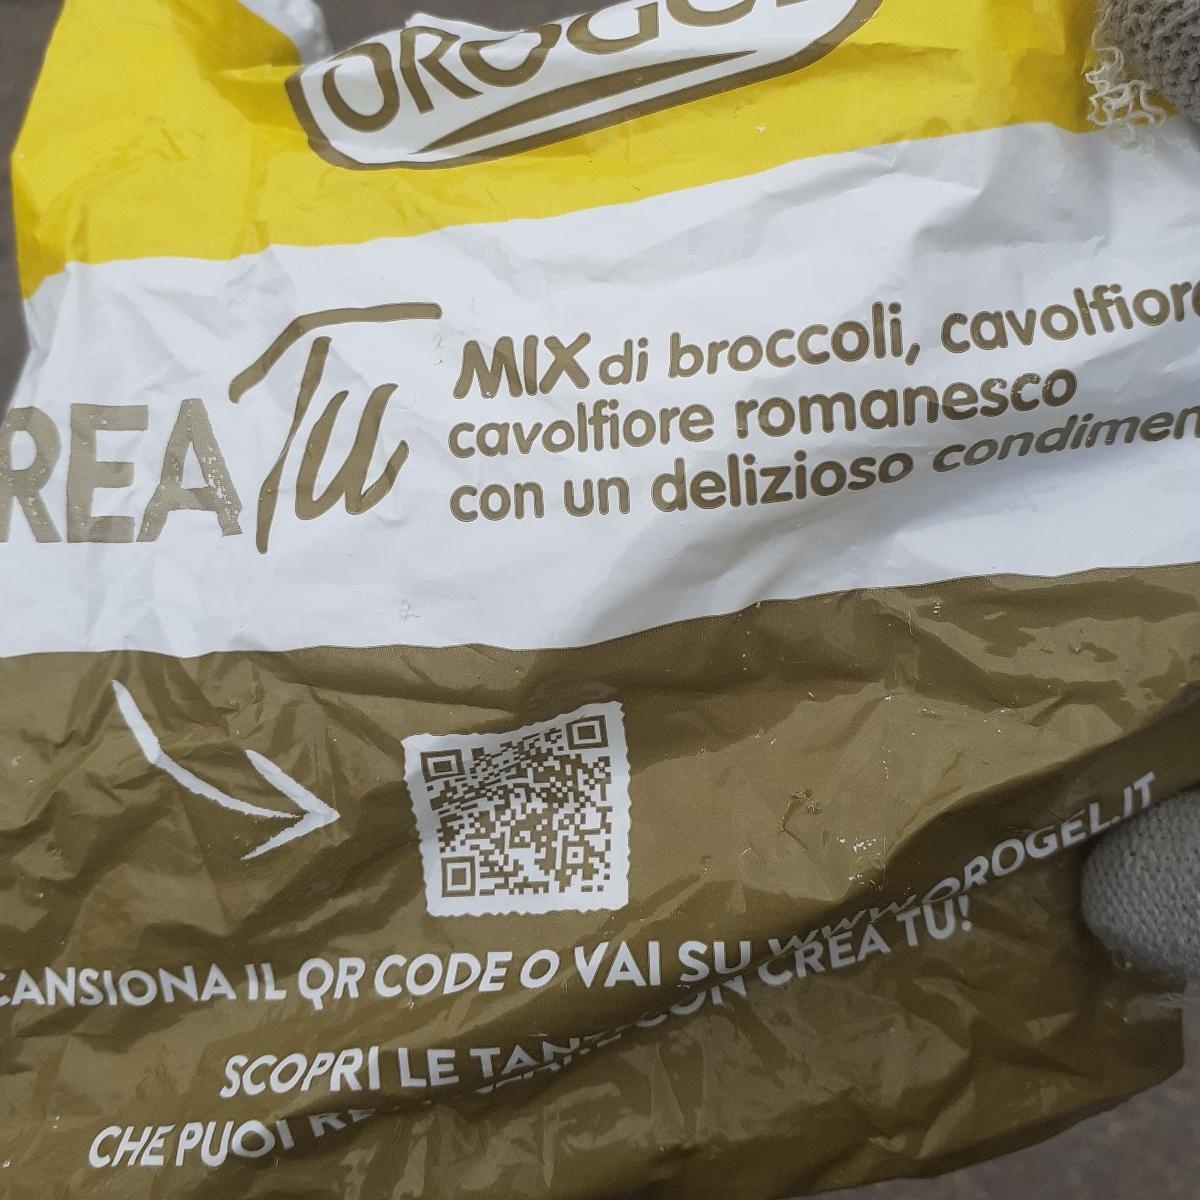 OROGEL
REA Tu
MIX di broccoli, cavolfiore
cavolfiore romanesco
con un delizioso condimen
CANSIONA IL QR CODE O VAI SU www.OROGEL.IT
SCOPRI LE CON CREA TU!
CHE PUOI